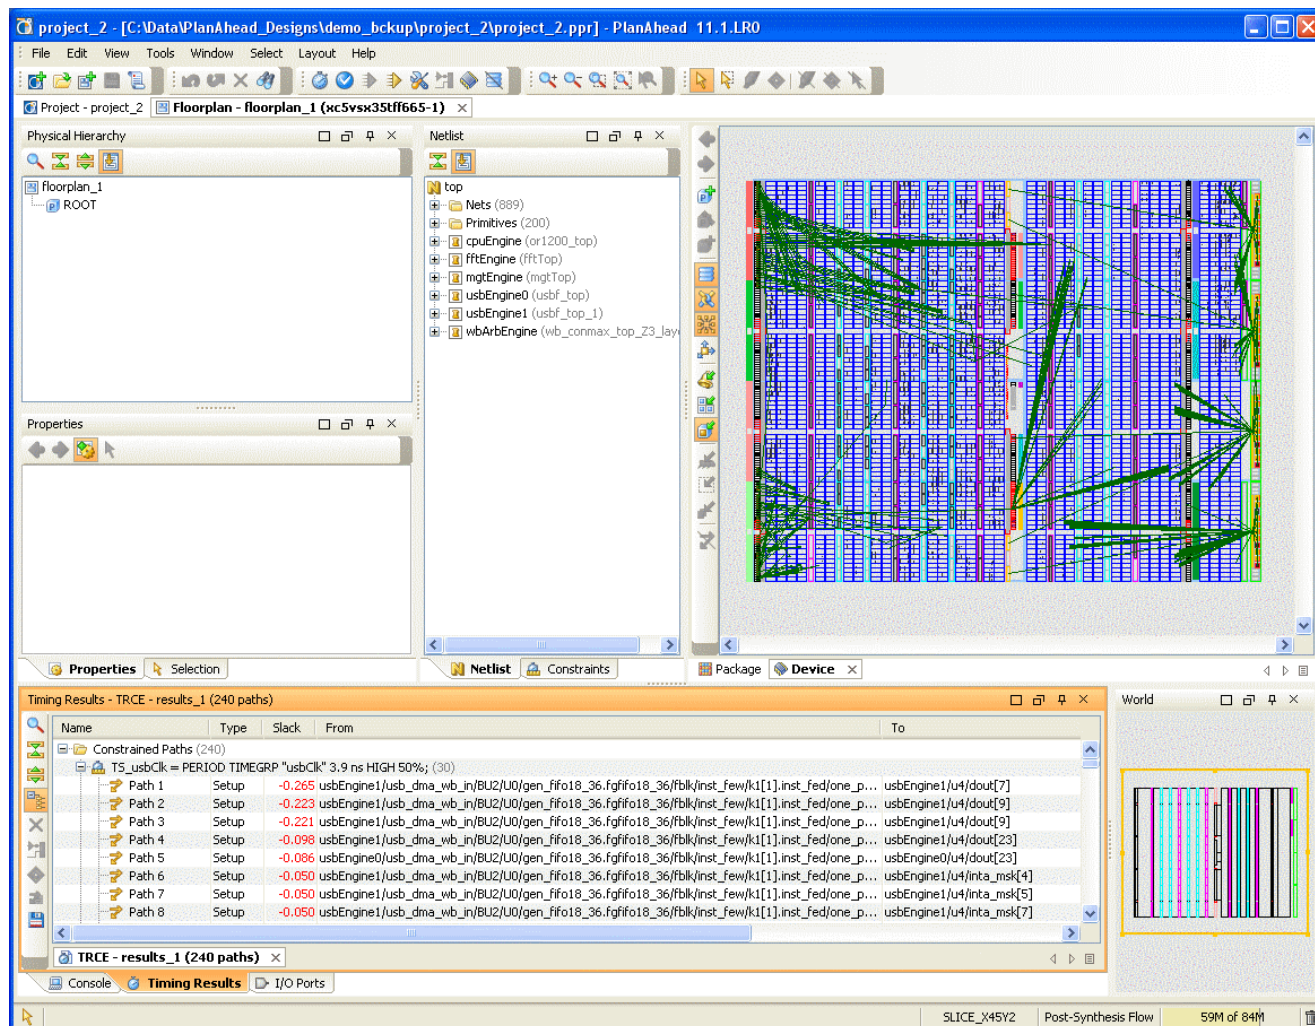 project_2 - [C:\Data\PlanAhead_Designs\demo_bckup\project_2\project_2.ppr] - PlanAhead 11.1.LR0
File Edit View Tools Window Select Layout Help
Project - project_2 Floorplan - floorplan_1 (xc5vsx35tff665-1)
Physical Hierarchy
floorplan_1
ROOT
Properties
Properties Selection
Netlist
top
Nets (889)
Primitives (200)
cpuEngine (or1200_top)
fftEngine (fftTop)
mgtEngine (mgtTop)
usbEngine0 (usbf_top)
usbEngine1 (usbf_top_1)
wbArbEngine (wb_conmax_top_Z3_lay
Netlist Constraints
Package Device
Timing Results - TRCE - results_1 (240 paths)
Name Type Slack From To
Constrained Paths (240)
TS_usbClk = PERIOD TIMEGRP "usbClk" 3.9 ns HIGH 50%; (30)
Path 1 Setup -0.265 usbEngine1/usb_dma_wb_in/BU2/U0/gen_fifo18_36.fgfifo18_36/fblk/inst_few/k1[1].inst_fed/one_p... usbEngine1/u4/dout[7]
Path 2 Setup -0.223 usbEngine1/usb_dma_wb_in/BU2/U0/gen_fifo18_36.fgfifo18_36/fblk/inst_few/k1[1].inst_fed/one_p... usbEngine1/u4/dout[9]
Path 3 Setup -0.221 usbEngine1/usb_dma_wb_in/BU2/U0/gen_fifo18_36.fgfifo18_36/fblk/inst_few/k1[1].inst_fed/one_p... usbEngine1/u4/dout[9]
Path 4 Setup -0.098 usbEngine1/usb_dma_wb_in/BU2/U0/gen_fifo18_36.fgfifo18_36/fblk/inst_few/k1[1].inst_fed/one_p... usbEngine1/u4/dout[23]
Path 5 Setup -0.086 usbEngine0/usb_dma_wb_in/BU2/U0/gen_fifo18_36.fgfifo18_36/fblk/inst_few/k1[1].inst_fed/one_p... usbEngine0/u4/dout[23]
Path 6 Setup -0.050 usbEngine1/usb_dma_wb_in/BU2/U0/gen_fifo18_36.fgfifo18_36/fblk/inst_few/k1[1].inst_fed/one_p... usbEngine1/u4/inta_msk[4]
Path 7 Setup -0.050 usbEngine1/usb_dma_wb_in/BU2/U0/gen_fifo18_36.fgfifo18_36/fblk/inst_few/k1[1].inst_fed/one_p... usbEngine1/u4/inta_msk[5]
Path 8 Setup -0.050 usbEngine1/usb_dma_wb_in/BU2/U0/gen_fifo18_36.fgfifo18_36/fblk/inst_few/k1[1].inst_fed/one_p... usbEngine1/u4/inta_msk[7]
TRCE - results_1 (240 paths)
Console Timing Results I/O Ports
World
SLICE_X45Y2 Post-Synthesis Flow 59M of 84M